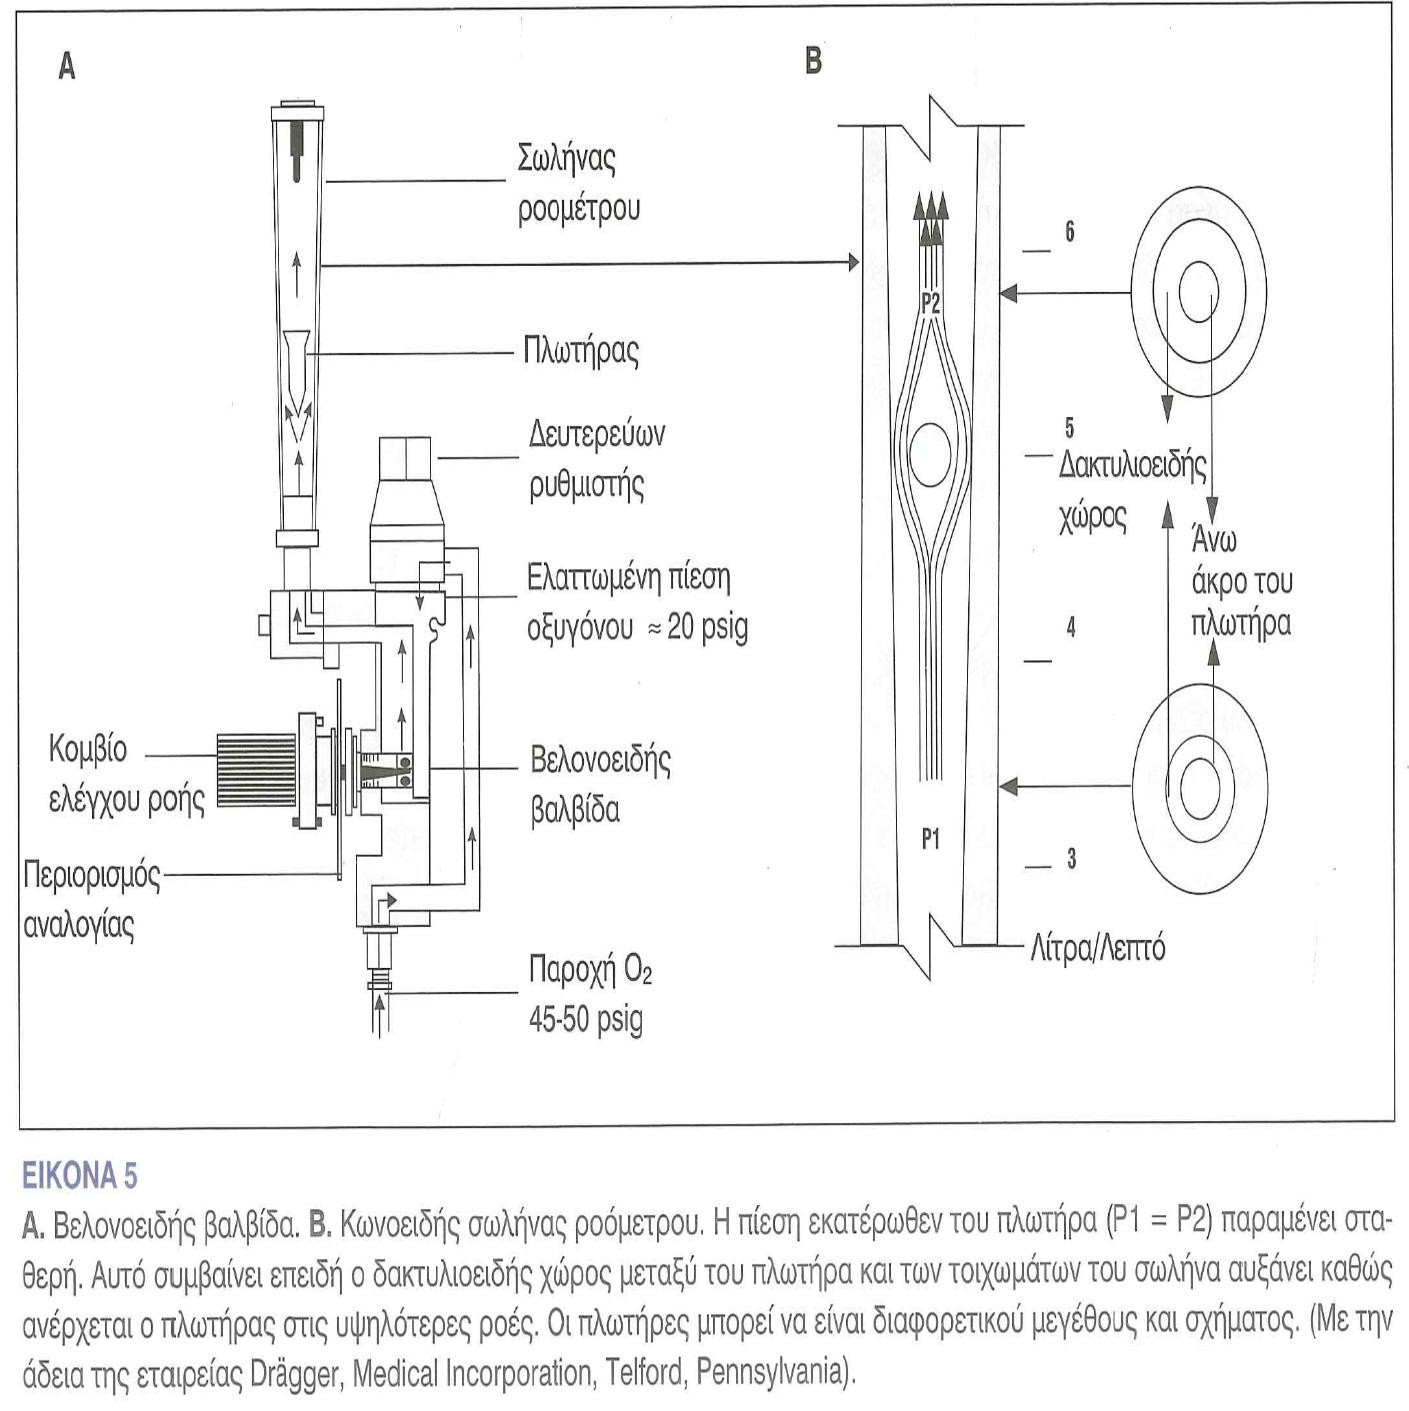 A
B
Σωλήνας
ροομέτρου
Πλωτήρας
Δευτερεύων
ρυθμιστής
Ελαττωμένη πίεση
οξυγόνου ≈ 20 psig
Κομβίο
ελέγχου ροής
Βελονοειδής
βαλβίδα
Περιορισμός
αναλογίας
Παροχή O₂
45-50 psig
P2
P1
6
5
Δακτυλιοειδής
χώρος
Άνω
άκρο του
πλωτήρα
4
3
Λίτρα/Λεπτό
ΕΙΚΟΝΑ 5
Α. Βελονοειδής βαλβίδα. Β. Κωνοειδής σωλήνας ροόμετρου. Η πίεση εκατέρωθεν του πλωτήρα (P1 = P2) παραμένει στα-
θερή. Αυτό συμβαίνει επειδή ο δακτυλιοειδής χώρος μεταξύ του πλωτήρα και των τοιχωμάτων του σωλήνα αυξάνει καθώς
ανέρχεται ο πλωτήρας στις υψηλότερες ροές. Οι πλωτήρες μπορεί να είναι διαφορετικού μεγέθους και σχήματος. (Με την
άδεια της εταιρείας Drägger, Medical Incorporation, Telford, Pennsylvania).